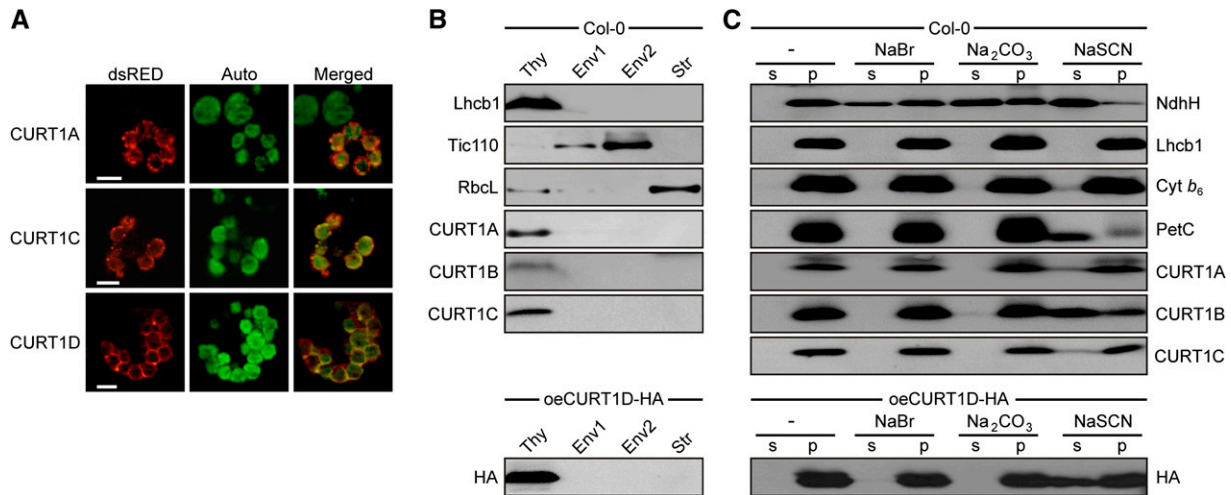 A
dsRED Auto Merged
CURT1A
CURT1C
CURT1D
B
Col-0
Thy Env1 Env2 Str
Lhcb1
Tic110
RbcL
CURT1A
CURT1B
CURT1C
oeCURT1D-HA
Thy Env1 Env2 Str
HA
C
Col-0
- NaBr Na₂CO₃ NaSCN
s p s p s p s p
NdhH
Lhcb1
Cyt b₆
PetC
CURT1A
CURT1B
CURT1C
oeCURT1D-HA
- NaBr Na₂CO₃ NaSCN
s p s p s p s p
HA